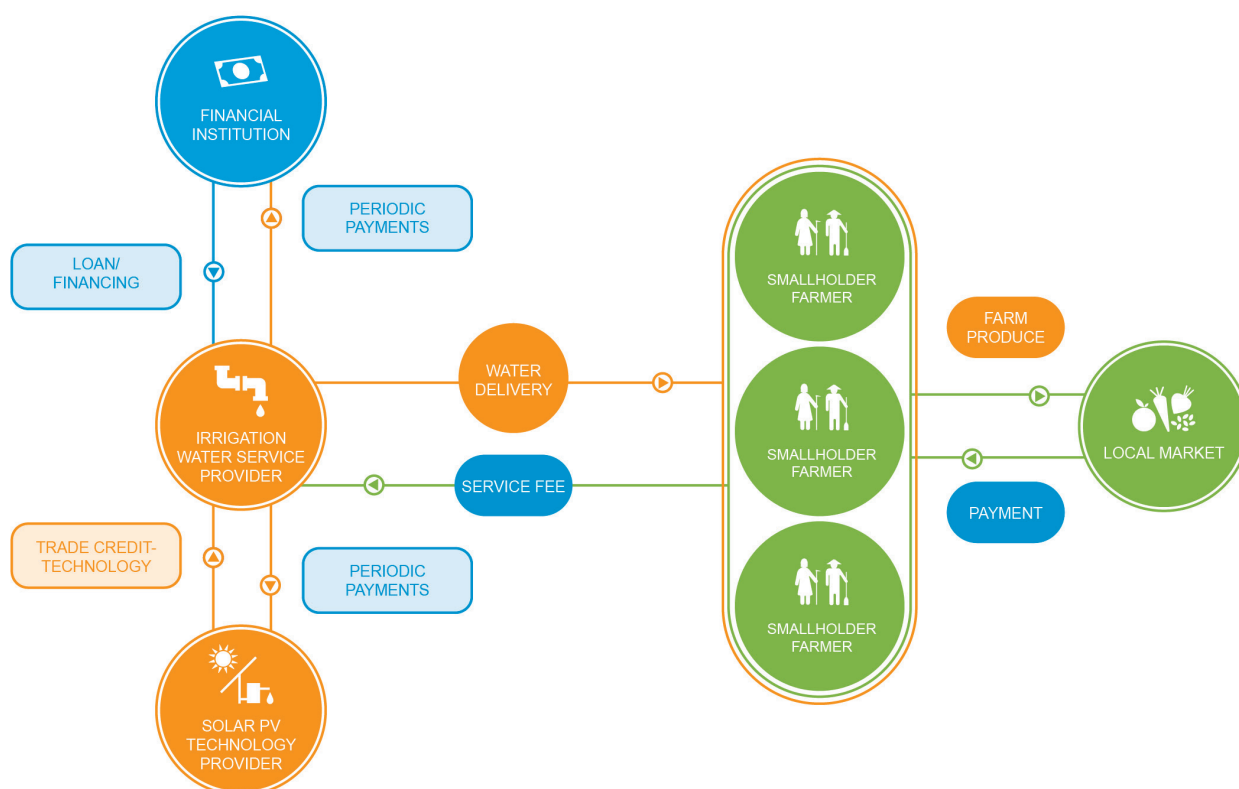 FINANCIAL
INSTITUTION
PERIODIC
PAYMENTS
LOAN/
FINANCING
IRRIGATION
WATER SERVICE
PROVIDER
WATER
DELIVERY
SERVICE FEE
TRADE CREDIT-
TECHNOLOGY
PERIODIC
PAYMENTS
SOLAR PV
TECHNOLOGY
PROVIDER
SMALLHOLDER
FARMER
SMALLHOLDER
FARMER
SMALLHOLDER
FARMER
FARM
PRODUCE
LOCAL MARKET
PAYMENT